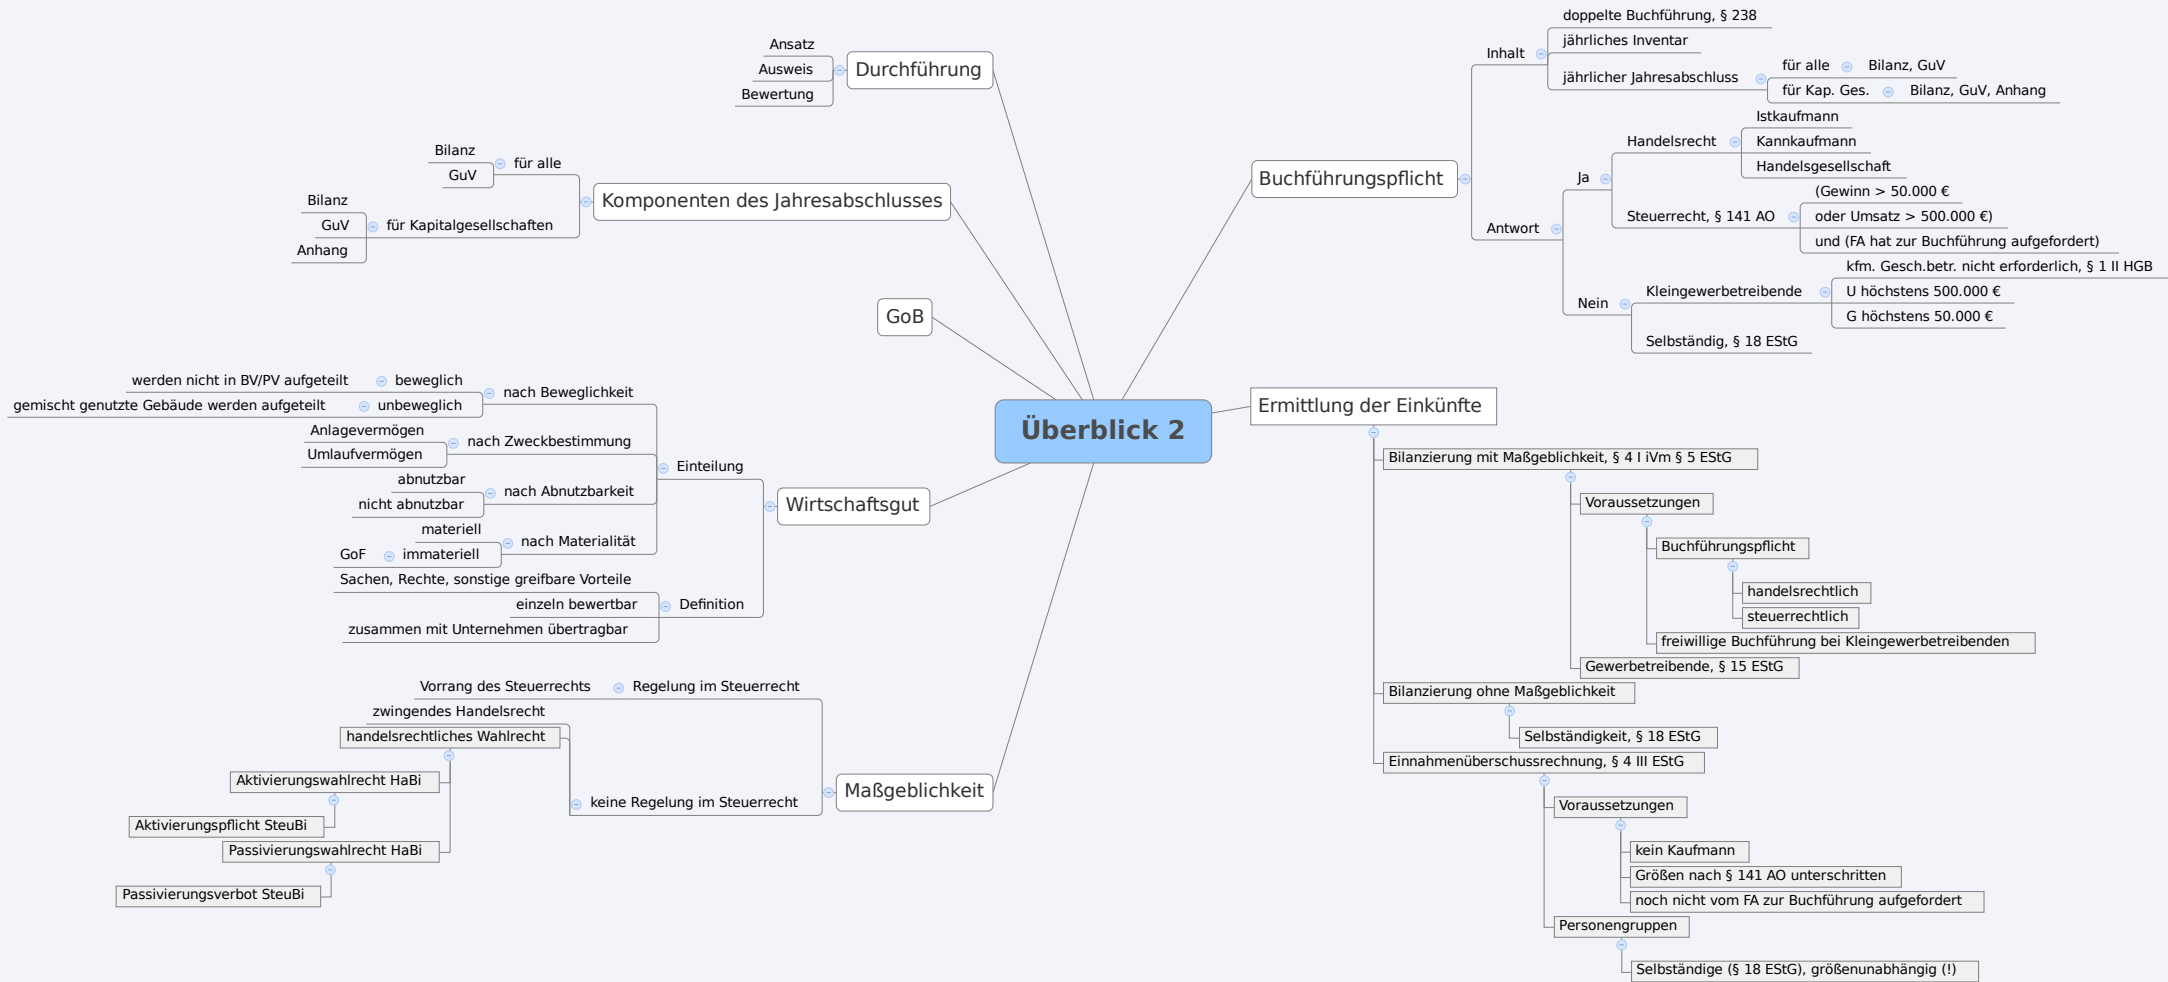 Überblick 2
Buchführungspflicht
Inhalt
doppelte Buchführung, § 238
jährliches Inventar
jährlicher Jahresabschluss
für alle
Bilanz, GuV
für Kap. Ges.
Bilanz, GuV, Anhang
Antwort
Ja
Handelsrecht
Istkaufmann
Kannkaufmann
Handelsgesellschaft
Steuerrecht, § 141 AO
(Gewinn > 50.000 €
oder Umsatz > 500.000 €)
und (FA hat zur Buchführung aufgefordert)
Nein
Kleingewerbetreibende
kfm. Gesch.betr. nicht erforderlich, § 1 II HGB
U höchstens 500.000 €
G höchstens 50.000 €
Selbständig, § 18 EStG
Ermittlung der Einkünfte
Bilanzierung mit Maßgeblichkeit, § 4 I iVm § 5 EStG
Voraussetzungen
Buchführungspflicht
handelsrechtlich
steuerrechtlich
freiwillige Buchführung bei Kleingewerbetreibenden
Gewerbetreibende, § 15 EStG
Bilanzierung ohne Maßgeblichkeit
Selbständigkeit, § 18 EStG
Einnahmenüberschussrechnung, § 4 III EStG
Voraussetzungen
kein Kaufmann
Größen nach § 141 AO unterschritten
noch nicht vom FA zur Buchführung aufgefordert
Personengruppen
Selbständige (§ 18 EStG), größenunabhängig (!)
Durchführung
Ansatz
Ausweis
Bewertung
Komponenten des Jahresabschlusses
für alle
Bilanz
GuV
für Kapitalgesellschaften
Bilanz
GuV
Anhang
GoB
Wirtschaftsgut
Einteilung
nach Beweglichkeit
beweglich
werden nicht in BV/PV aufgeteilt
unbeweglich
gemischt genutzte Gebäude werden aufgeteilt
nach Zweckbestimmung
Anlagevermögen
Umlaufvermögen
nach Abnutzbarkeit
abnutzbar
nicht abnutzbar
nach Materialität
materiell
immateriell
GoF
Definition
Sachen, Rechte, sonstige greifbare Vorteile
einzeln bewertbar
zusammen mit Unternehmen übertragbar
Maßgeblichkeit
Regelung im Steuerrecht
Vorrang des Steuerrechts
keine Regelung im Steuerrecht
zwingendes Handelsrecht
handelsrechtliches Wahlrecht
Aktivierungswahlrecht HaBi
Aktivierungspflicht SteuBi
Passivierungswahlrecht HaBi
Passivierungsverbot SteuBi